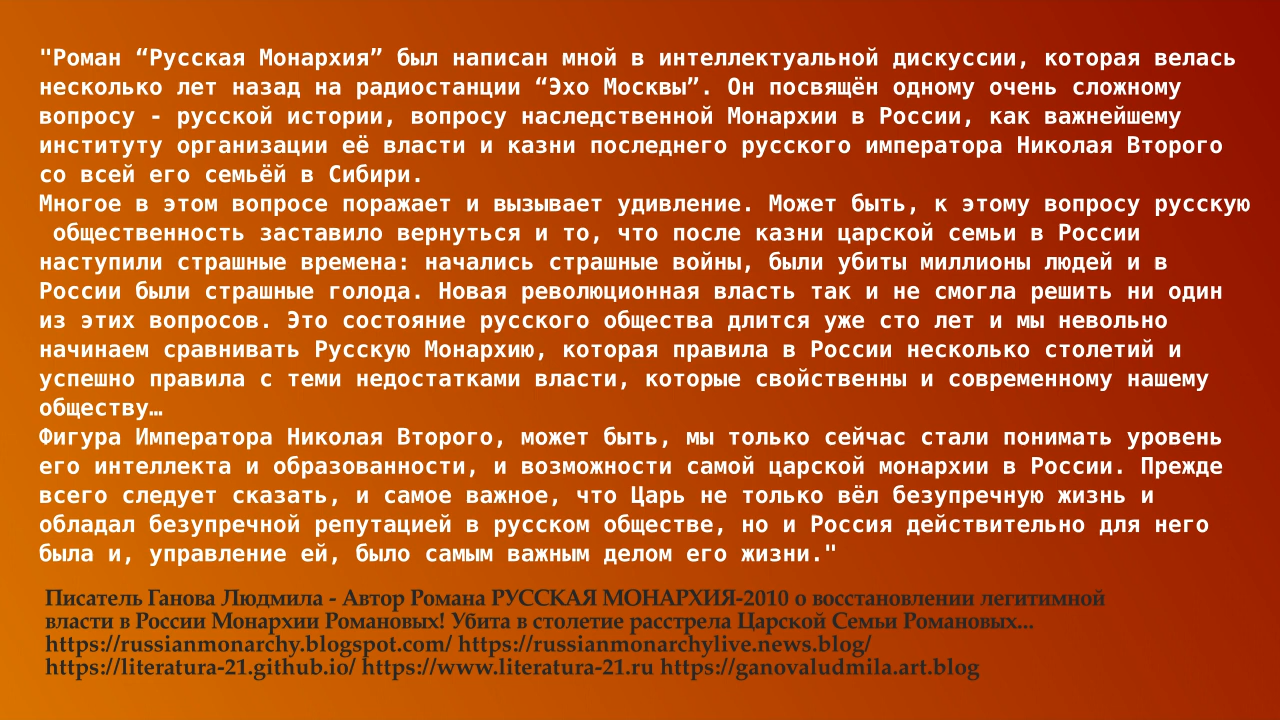 "Роман “Русская Монархия” был написан мной в интеллектуальной дискуссии, которая велась
несколько лет назад на радиостанции “Эхо Москвы”. Он посвящён одному очень сложному
вопросу - русской истории, вопросу наследственной Монархии в России, как важнейшему
институту организации её власти и казни последнего русского императора Николая Второго
со всей его семьёй в Сибири.
Многое в этом вопросе поражает и вызывает удивление. Может быть, к этому вопросу русскую
общественность заставило вернуться и то, что после казни царской семьи в России
наступили страшные времена: начались страшные войны, были убиты миллионы людей и в
России были страшные голода. Новая революционная власть так и не смогла решить ни один
из этих вопросов. Это состояние русского общества длится уже сто лет и мы невольно
начинаем сравнивать Русскую Монархию, которая правила в России несколько столетий и
успешно правила с теми недостатками власти, которые свойственны и современному нашему
обществу…
Фигура Императора Николая Второго, может быть, мы только сейчас стали понимать уровень
его интеллекта и образованности, и возможности самой царской монархии в России. Прежде
всего следует сказать, и самое важное, что Царь не только вёл безупречную жизнь и
обладал безупречной репутацией в русском обществе, но и Россия действительно для него
была и, управление ей, было самым важным делом его жизни."
Писатель Ганова Людмила - Автор Романа РУССКАЯ МОНАРХИЯ-2010 о восстановлении легитимной
власти в России Монархии Романовых! Убита в столетие расстрела Царской Семьи Романовых...
https://russianmonarchy.blogspot.com/ https://russianmonarchylive.news.blog/
https://literatura-21.github.io/ https://www.literatura-21.ru https://ganovaludmila.art.blog